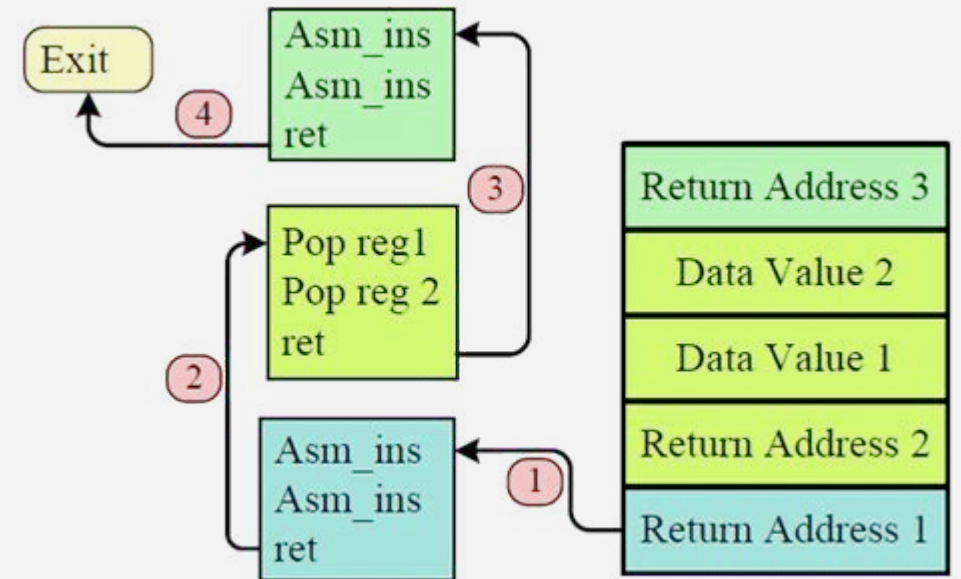 Exit
4
Asm_ins
Asm_ins
ret
3
Pop reg1
Pop reg 2
ret
2
Asm_ins
Asm_ins
ret
1
Return Address 3
Data Value 2
Data Value 1
Return Address 2
Return Address 1